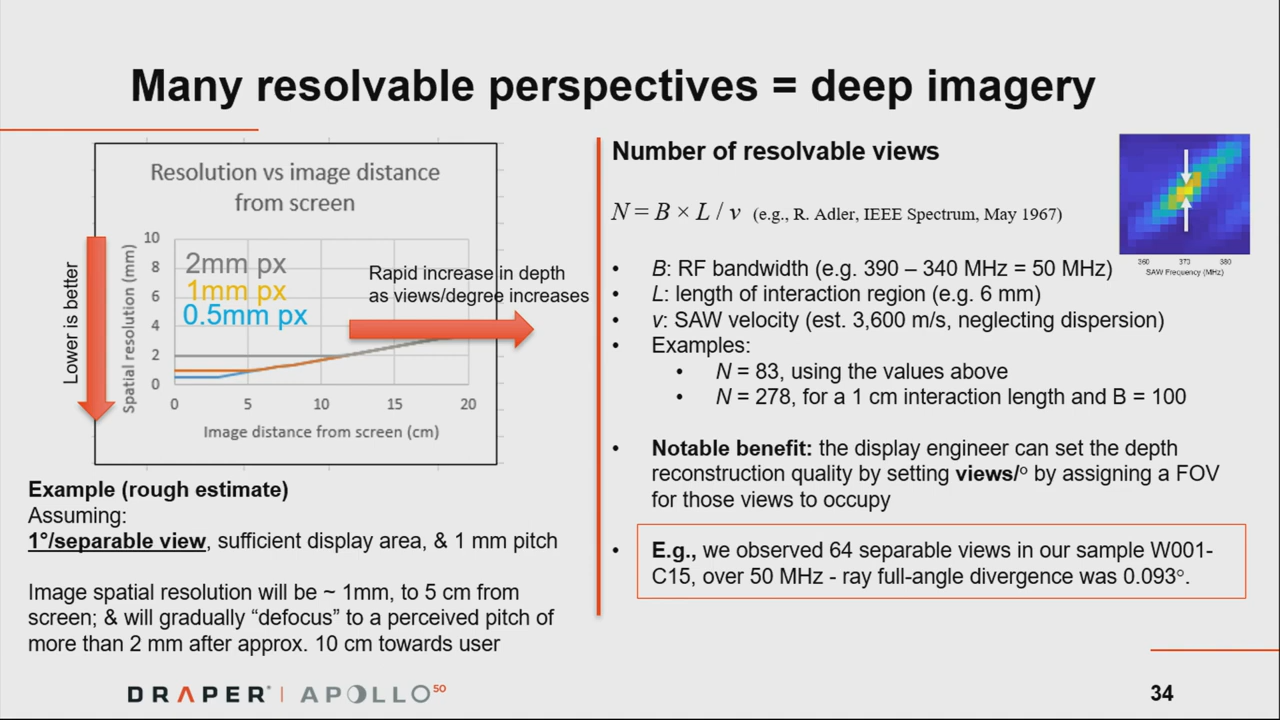 Many resolvable perspectives = deep imagery
Resolution vs image distance
from screen
Lower is better
Spatial resolution (mm)
10
8
6
4
2
0
2mm px
1mm px
0.5mm px
Rapid increase in depth
as views/degree increases
0 5 10 15 20
Image distance from screen (cm)
Example (rough estimate)
Assuming:
1°/separable view, sufficient display area, & 1 mm pitch
Image spatial resolution will be ~ 1mm, to 5 cm from
screen; & will gradually “defocus” to a perceived pitch of
more than 2 mm after approx. 10 cm towards user
Number of resolvable views
N = B × L / v (e.g., R. Adler, IEEE Spectrum, May 1967)
360 373 380
SAW Frequency (MHz)
• B: RF bandwidth (e.g. 390 – 340 MHz = 50 MHz)
• L: length of interaction region (e.g. 6 mm)
• v: SAW velocity (est. 3,600 m/s, neglecting dispersion)
• Examples:
• N = 83, using the values above
• N = 278, for a 1 cm interaction length and B = 100
• Notable benefit: the display engineer can set the depth
reconstruction quality by setting views/° by assigning a FOV
for those views to occupy
• E.g., we observed 64 separable views in our sample W001-
C15, over 50 MHz - ray full-angle divergence was 0.093°.
DRAPER® | APOLLO50
34